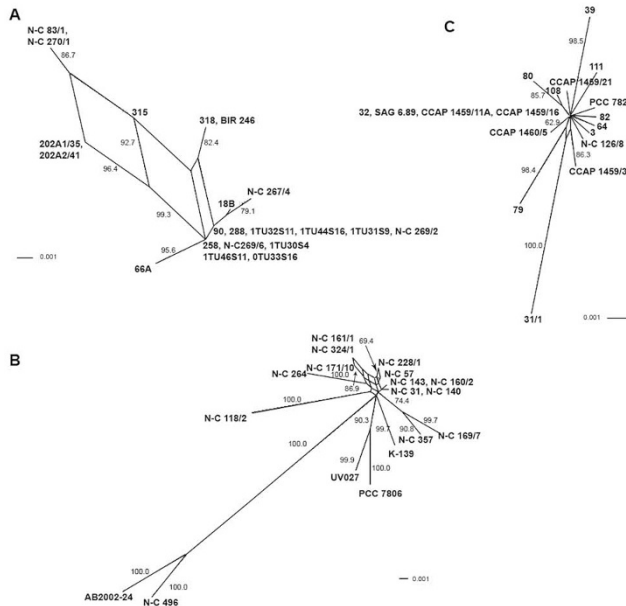 A
N-C 83/1,
N-C 270/1
86.7
315
318, BIR 246
92.7
82.4
202A1/35,
202A2/41
96.4
N-C 267/4
18B
79.1
99.3
90, 288, 1TU32S11, 1TU44S16, 1TU31S9, N-C 269/2
258, N-C269/6, 1TU30S4
1TU46S11, 0TU33S16
95.6
66A
0.001
C
39
98.5
111
CCAP 1459/21
80
108
85.7
PCC 782
32, SAG 6.89, CCAP 1459/11A, CCAP 1459/16
82
62.9
64
CCAP 1460/5
3
N-C 126/8
86.3
CCAP 1459/3
98.4
79
100.0
31/1
0.001
B
N-C 161/1
N-C 324/1
69.4
N-C 228/1
N-C 171/10
N-C 57
N-C 264
100.0
N-C 143, N-C 160/2
86.9
N-C 31, N-C 140
74.4
100.0
N-C 118/2
99.7
90.3
90.8
N-C 169/7
99.7
N-C 357
100.0
K-139
99.9
UV027
100.0
PCC 7806
100.0
AB2002-24
100.0
N-C 496
0.001